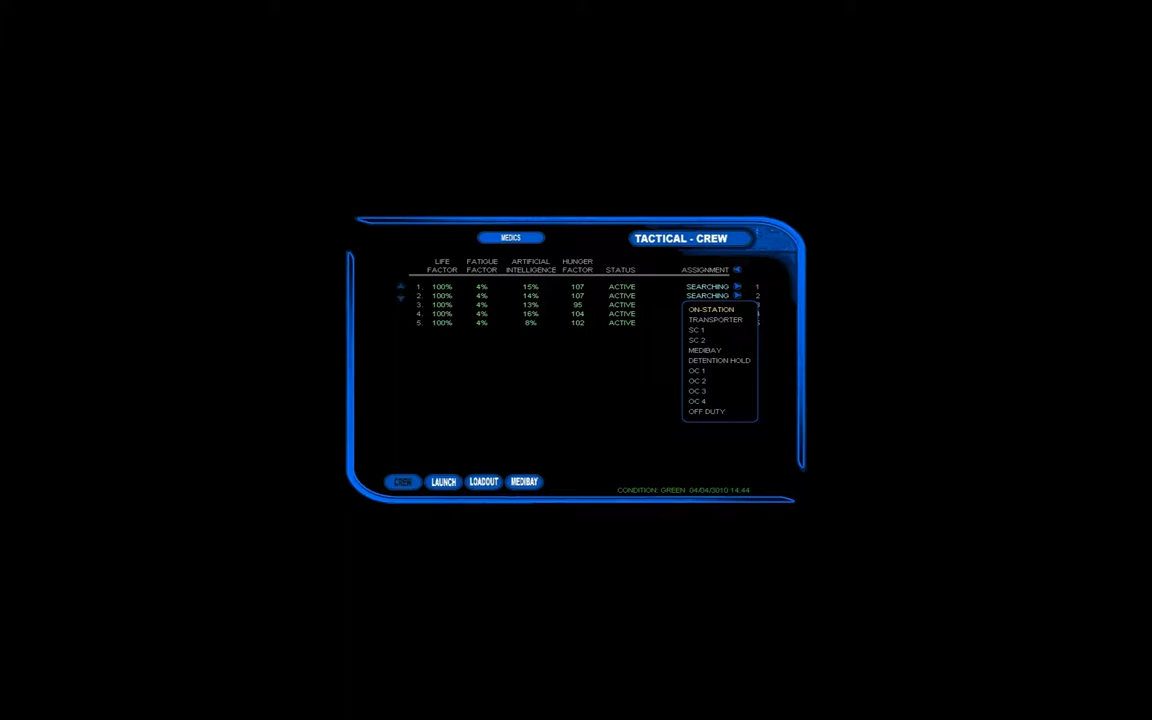 MEDICS
TACTICAL - CREW
LIFE FACTOR FATIGUE FACTOR ARTIFICIAL INTELLIGENCE HUNGER FACTOR STATUS ASSIGNMENT
1. 100% 4% 15% 107 ACTIVE SEARCHING 1
2. 100% 4% 14% 107 ACTIVE SEARCHING 2
3. 100% 4% 13% 95 ACTIVE
4. 100% 4% 16% 104 ACTIVE
5. 100% 4% 8% 102 ACTIVE
ON-STATION
TRANSPORTER
SC 1
SC 2
MEDIBAY
DETENTION HOLD
OC 1
OC 2
OC 3
OC 4
OFF DUTY
CREW LAUNCH LOADOUT MEDIBAY
CONDITION: GREEN 04/04/3010 14:44